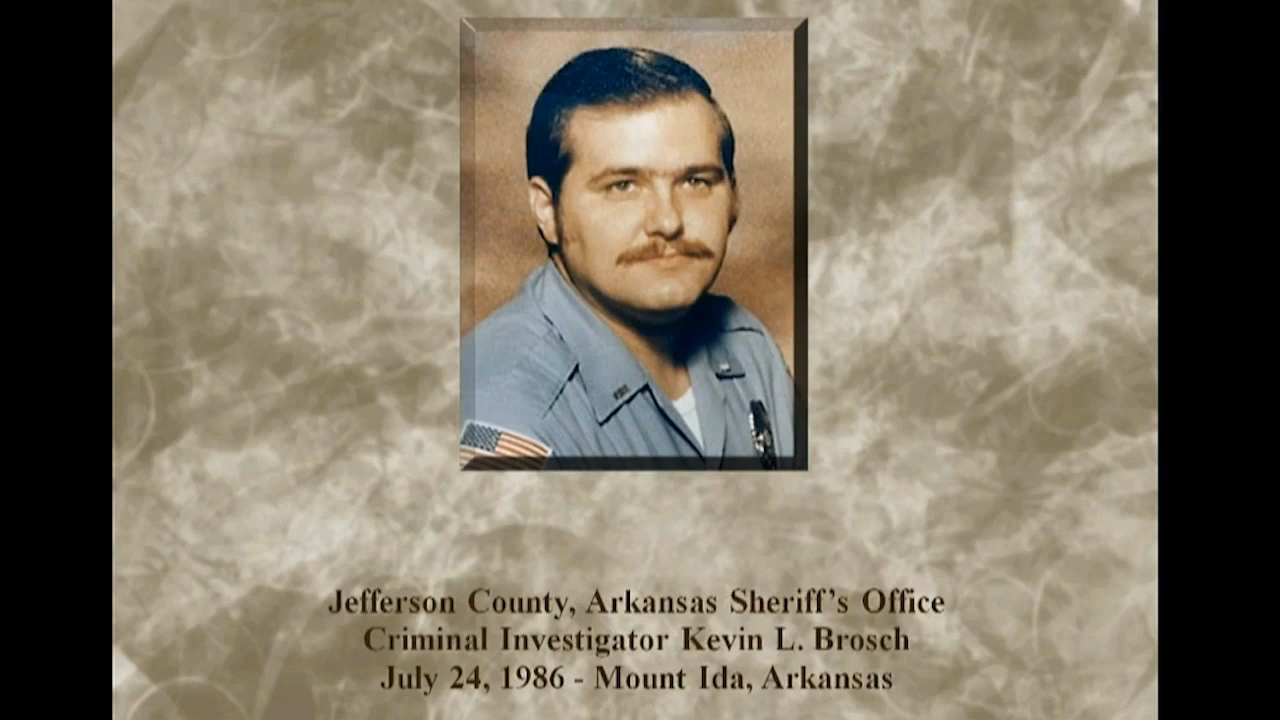 Jefferson County, Arkansas Sheriff's Office
Criminal Investigator Kevin L. Brosch
July 24, 1986 - Mount Ida, Arkansas